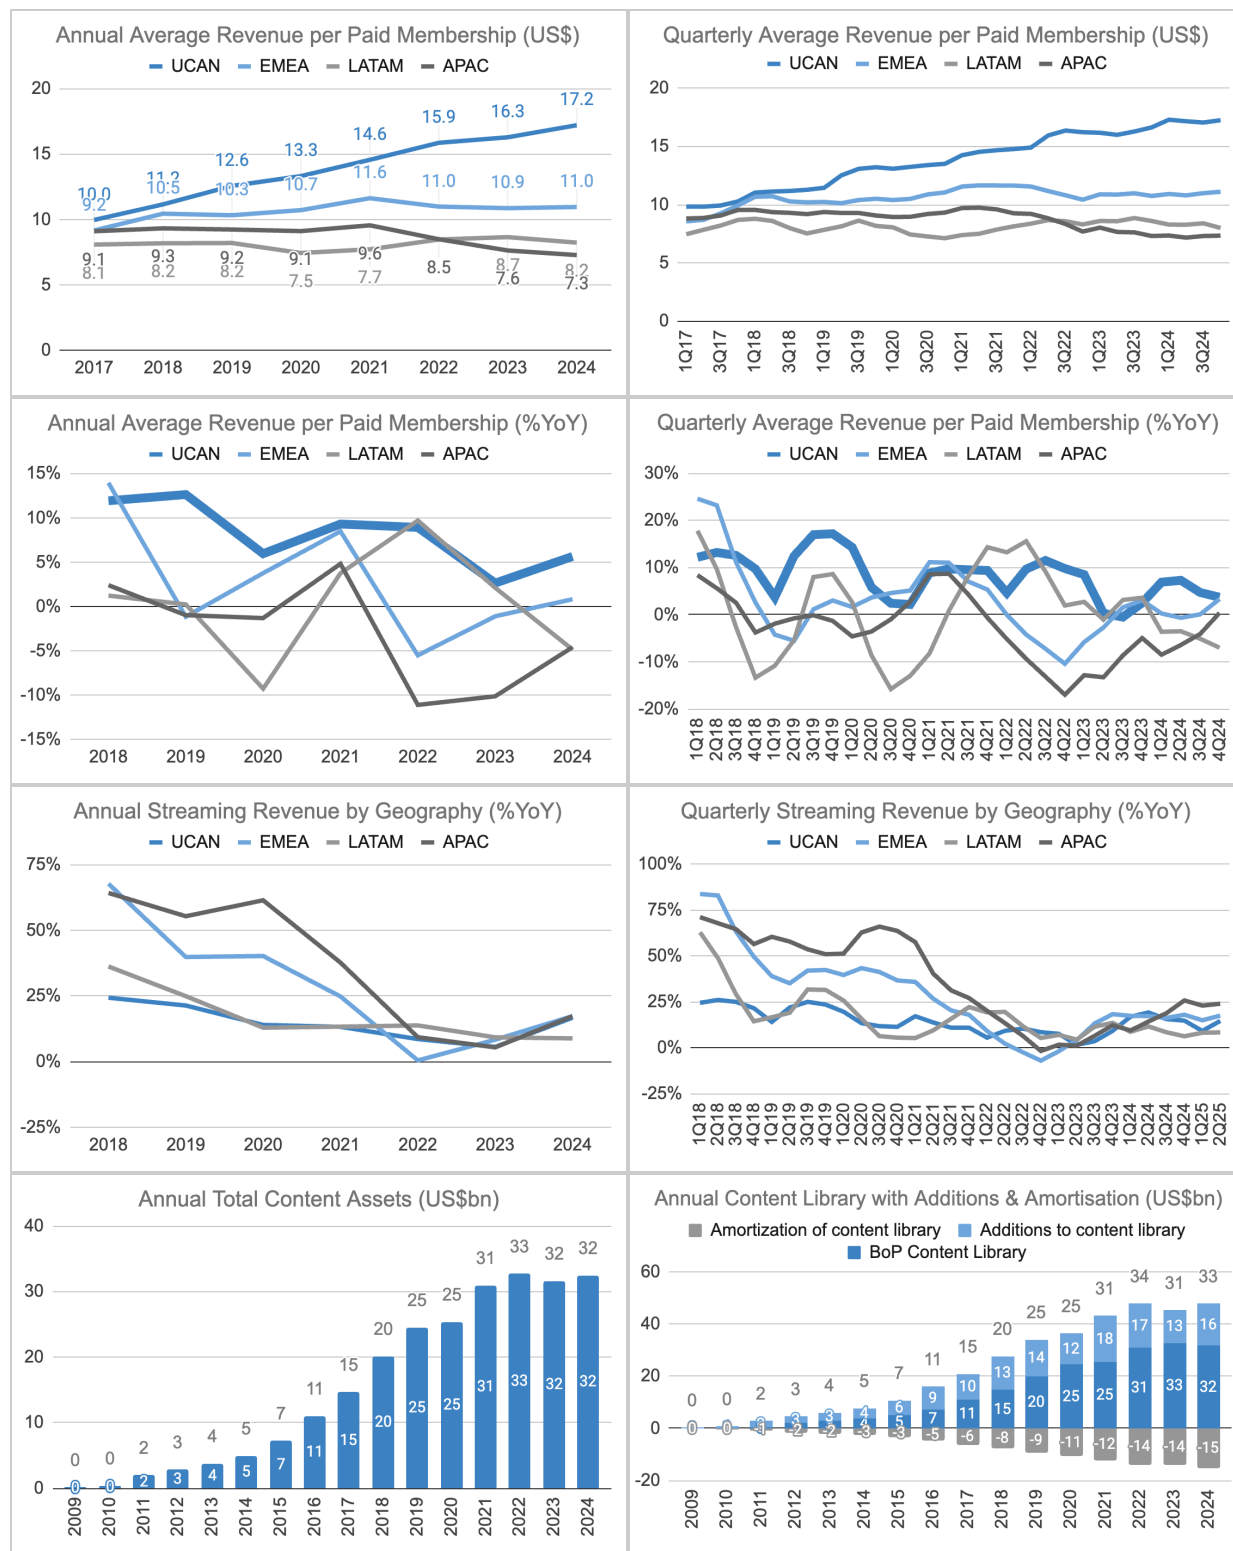 Annual Average Revenue per Paid Membership (US$)
UCAN EMEA LATAM APAC
20
15
10
5
0
10.0 11.2 12.6 13.3 14.6 15.9 16.3 17.2
9.2 10.5 10.3 10.7 11.6 11.0 10.9 11.0
9.1 9.3 9.2 9.1 9.6 8.5 7.6 7.3
8.1 8.2 8.2 7.5 7.7 8.7 8.2
2017 2018 2019 2020 2021 2022 2023 2024
Quarterly Average Revenue per Paid Membership (US$)
UCAN EMEA LATAM APAC
20
15
10
5
0
1Q17 3Q17 1Q18 3Q18 1Q19 3Q19 1Q20 3Q20 1Q21 3Q21 1Q22 3Q22 1Q23 3Q23 1Q24 3Q24
Annual Average Revenue per Paid Membership (%YoY)
UCAN EMEA LATAM APAC
15%
10%
5%
0%
-5%
-10%
-15%
2018 2019 2020 2021 2022 2023 2024
Quarterly Average Revenue per Paid Membership (%YoY)
UCAN EMEA LATAM APAC
30%
20%
10%
0%
-10%
-20%
1Q18 2Q18 3Q18 4Q18 1Q19 2Q19 3Q19 4Q19 1Q20 2Q20 3Q20 4Q20 1Q21 2Q21 3Q21 4Q21 1Q22 2Q22 3Q22 4Q22 1Q23 2Q23 3Q23 4Q23 1Q24 2Q24 3Q24 4Q24
Annual Streaming Revenue by Geography (%YoY)
UCAN EMEA LATAM APAC
75%
50%
25%
0%
-25%
2018 2019 2020 2021 2022 2023 2024
Quarterly Streaming Revenue by Geography (%YoY)
UCAN EMEA LATAM APAC
100%
75%
50%
25%
0%
-25%
1Q18 2Q18 3Q18 4Q18 1Q19 2Q19 3Q19 4Q19 1Q20 2Q20 3Q20 4Q20 1Q21 2Q21 3Q21 4Q21 1Q22 2Q22 3Q22 4Q22 1Q23 2Q23 3Q23 4Q23 1Q24 2Q24 3Q24 4Q24 1Q25 2Q25
Annual Total Content Assets (US$bn)
40
30
20
10
0
0 0 2 3 4 5 7 11 15 20 25 25 31 33 32 32
0 0 2 3 4 5 7 11 15 20 25 25 31 33 32 32
2009 2010 2011 2012 2013 2014 2015 2016 2017 2018 2019 2020 2021 2022 2023 2024
Annual Content Library with Additions & Amortisation (US$bn)
Amortization of content library Additions to content library
BoP Content Library
60
40
20
0
-20
0 0 2 3 4 5 7 11 15 20 25 25 31 34 31 33
3 3 4 6 9 10 13 14 12 18 17 13 16
0 0 4 5 7 11 15 20 25 25 31 33 32
-1 -2 -2 -3 -3 -5 -6 -8 -9 -11 -12 -14 -14 -15
2009 2010 2011 2012 2013 2014 2015 2016 2017 2018 2019 2020 2021 2022 2023 2024